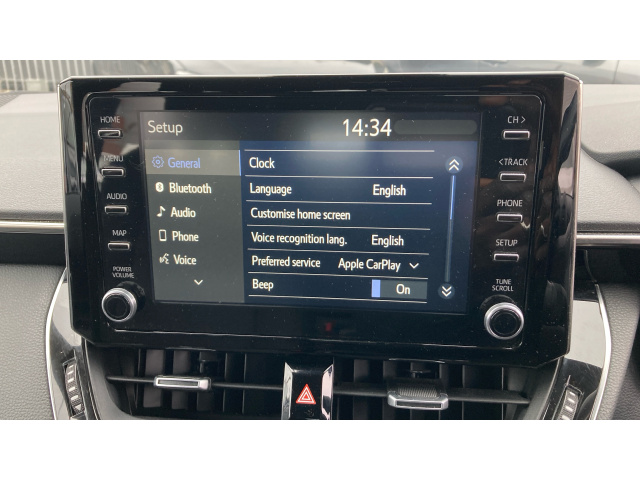 HOME
MENU
AUDIO
MAP
POWER
VOLUME
Setup
14:34
General
Bluetooth
Audio
Phone
Voice
Clock
Language English
Customise home screen
Voice recognition lang. English
Preferred service Apple CarPlay
Beep On
CH >
<TRACK
PHONE
SETUP
TUNE
SCROLL